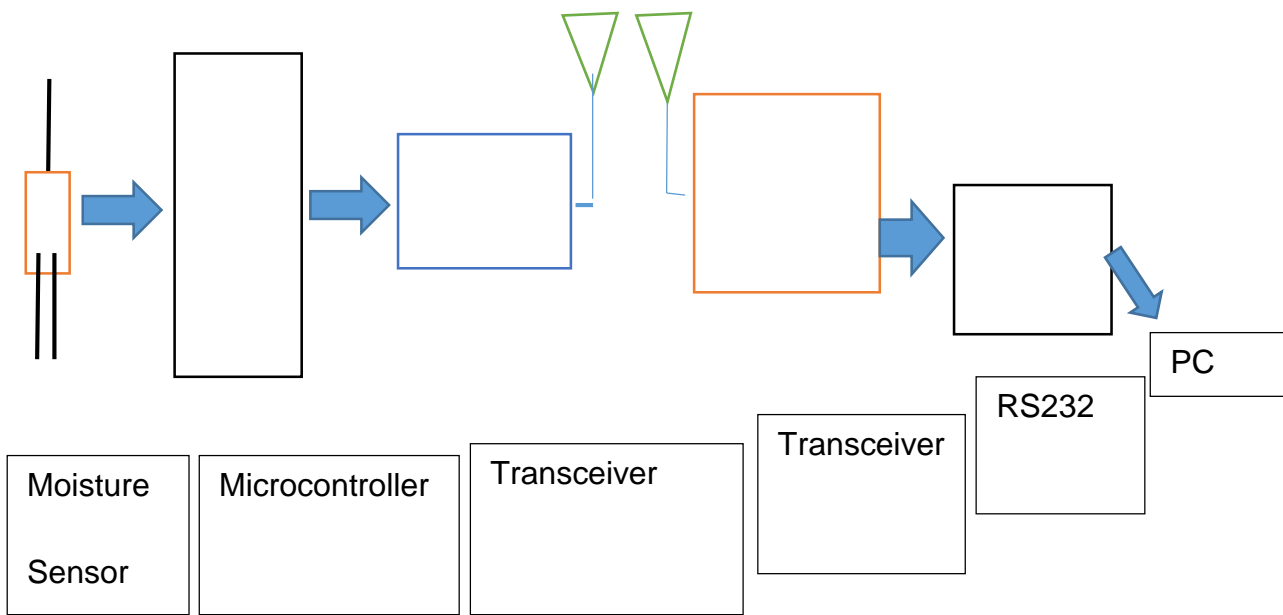 Moisture
Sensor
Microcontroller
Transceiver
Transceiver
RS232
PC